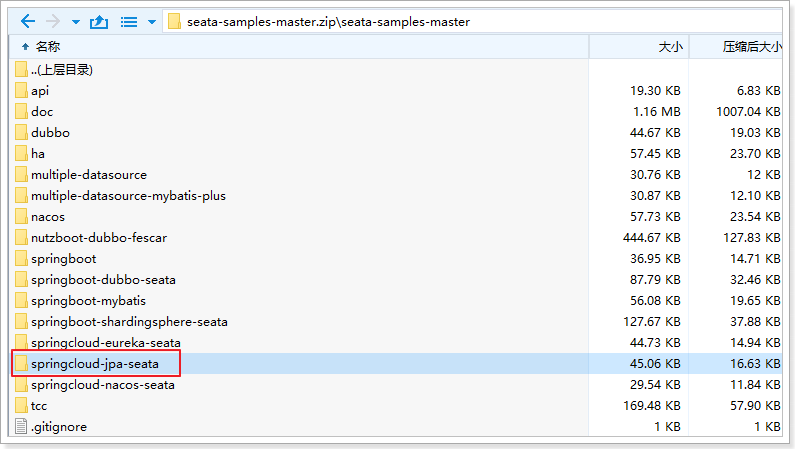 seata-samples-master.zip\seata-samples-master
名称 大小 压缩后大小
..(上层目录)
api 19.30 KB 6.83 KB
doc 1.16 MB 1007.04 KB
dubbo 44.67 KB 19.03 KB
ha 57.45 KB 23.70 KB
multiple-datasource 30.76 KB 12 KB
multiple-datasource-mybatis-plus 30.87 KB 12.10 KB
nacos 57.73 KB 23.54 KB
nutzboot-dubbo-fescar 444.67 KB 127.83 KB
springboot 36.95 KB 14.71 KB
springboot-dubbo-seata 87.79 KB 32.46 KB
springboot-mybatis 56.08 KB 19.65 KB
springboot-shardingsphere-seata 127.67 KB 37.88 KB
springcloud-eureka-seata 44.73 KB 14.94 KB
springcloud-jpa-seata 45.06 KB 16.63 KB
springcloud-nacos-seata 29.54 KB 11.84 KB
tcc 169.48 KB 57.90 KB
.gitignore 1 KB 1 KB